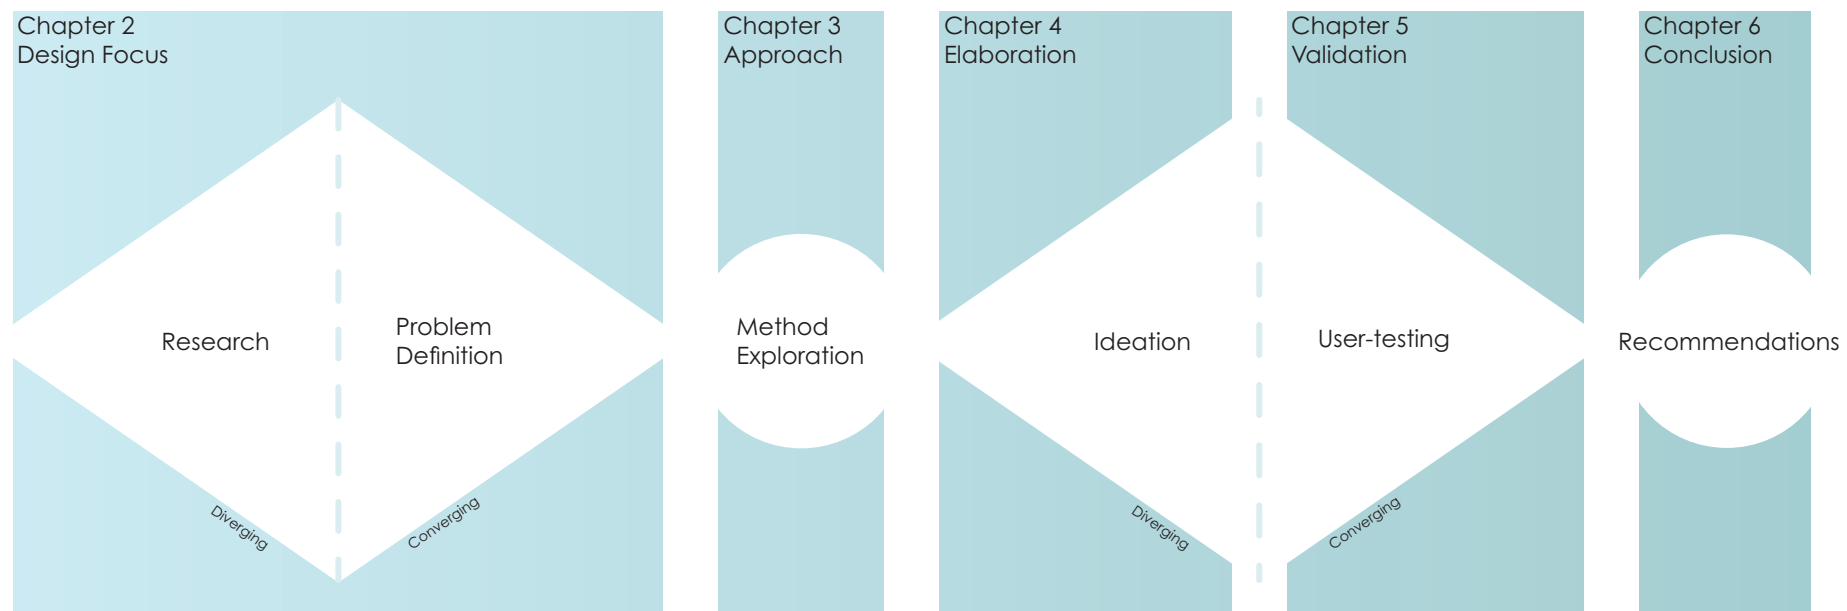 Chapter 2
Design Focus
Chapter 3
Approach
Chapter 4
Elaboration
Chapter 5
Validation
Chapter 6
Conclusion
Research
Problem
Definition
Method
Exploration
Ideation
User-testing
Recommendations
Diverging
Converging
Diverging
Converging